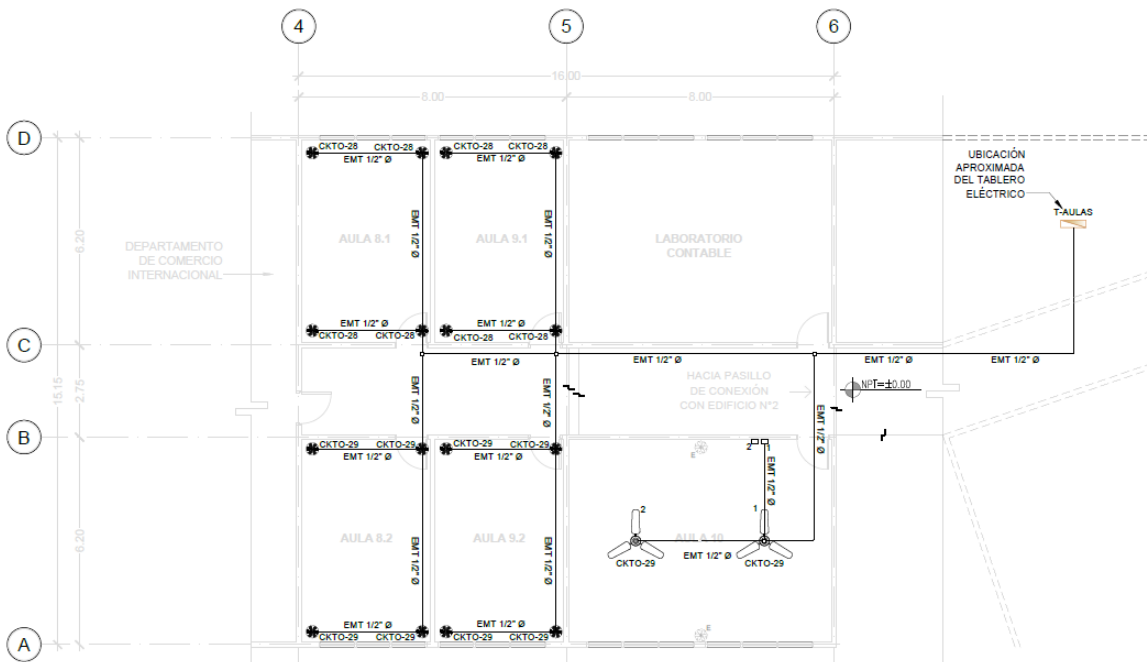 4
5
6
16.00
8.00
8.00
D
CKTO-28
CKTO-28
CKTO-28
CKTO-28
EMT 1/2" Ø
EMT 1/2" Ø
UBICACIÓN
APROXIMADA
DEL TABLERO
ELÉCTRICO
T-AULAS
EMT 1/2" Ø
EMT 1/2" Ø
6.20
DEPARTAMENTO
DE COMERCIO
INTERNACIONAL
AULA 8.1
AULA 9.1
LABORATORIO
CONTABLE
EMT 1/2" Ø
EMT 1/2" Ø
CKTO-28
CKTO-28
CKTO-28
CKTO-28
C
EMT 1/2" Ø
EMT 1/2" Ø
EMT 1/2" Ø
EMT 1/2" Ø
15.15
2.75
EMT 1/2" Ø
EMT 1/2" Ø
HACIA PASILLO
DE CONEXIÓN
CON EDIFICIO N°2
NPT=±0.00
EMT 1/2" Ø
B
CKTO-29
CKTO-29
CKTO-29
CKTO-29
EMT 1/2" Ø
EMT 1/2" Ø
E
2
1
EMT 1/2" Ø
2
1
6.20
AULA 8.2
AULA 9.2
AULA 10
EMT 1/2" Ø
EMT 1/2" Ø
EMT 1/2" Ø
CKTO-29
CKTO-29
EMT 1/2" Ø
EMT 1/2" Ø
E
CKTO-29
CKTO-29
CKTO-29
CKTO-29
A